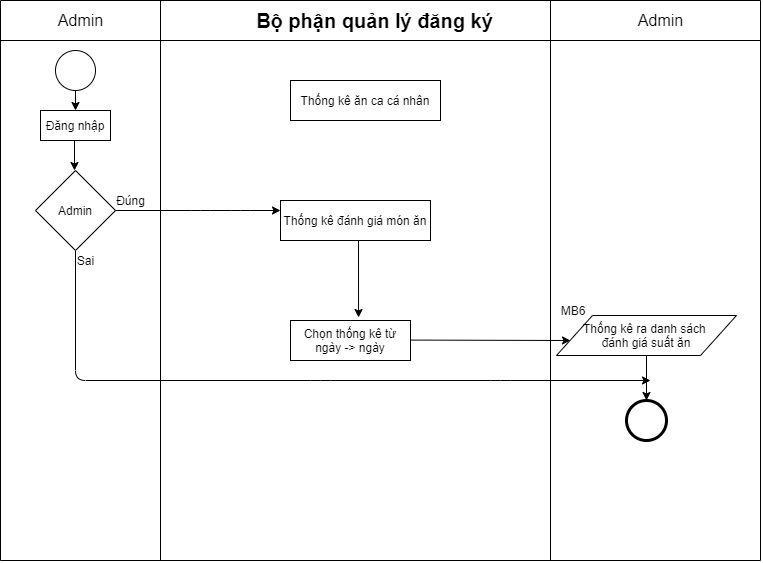 Admin
Bộ phận quản lý đăng ký
Admin
Thống kê ăn ca cá nhân
Đăng nhập
Admin
Đúng
Thống kê đánh giá món ăn
Sai
MB6
Chọn thống kê từ
ngày -> ngày
Thống kê ra danh sách
đánh giá suất ăn